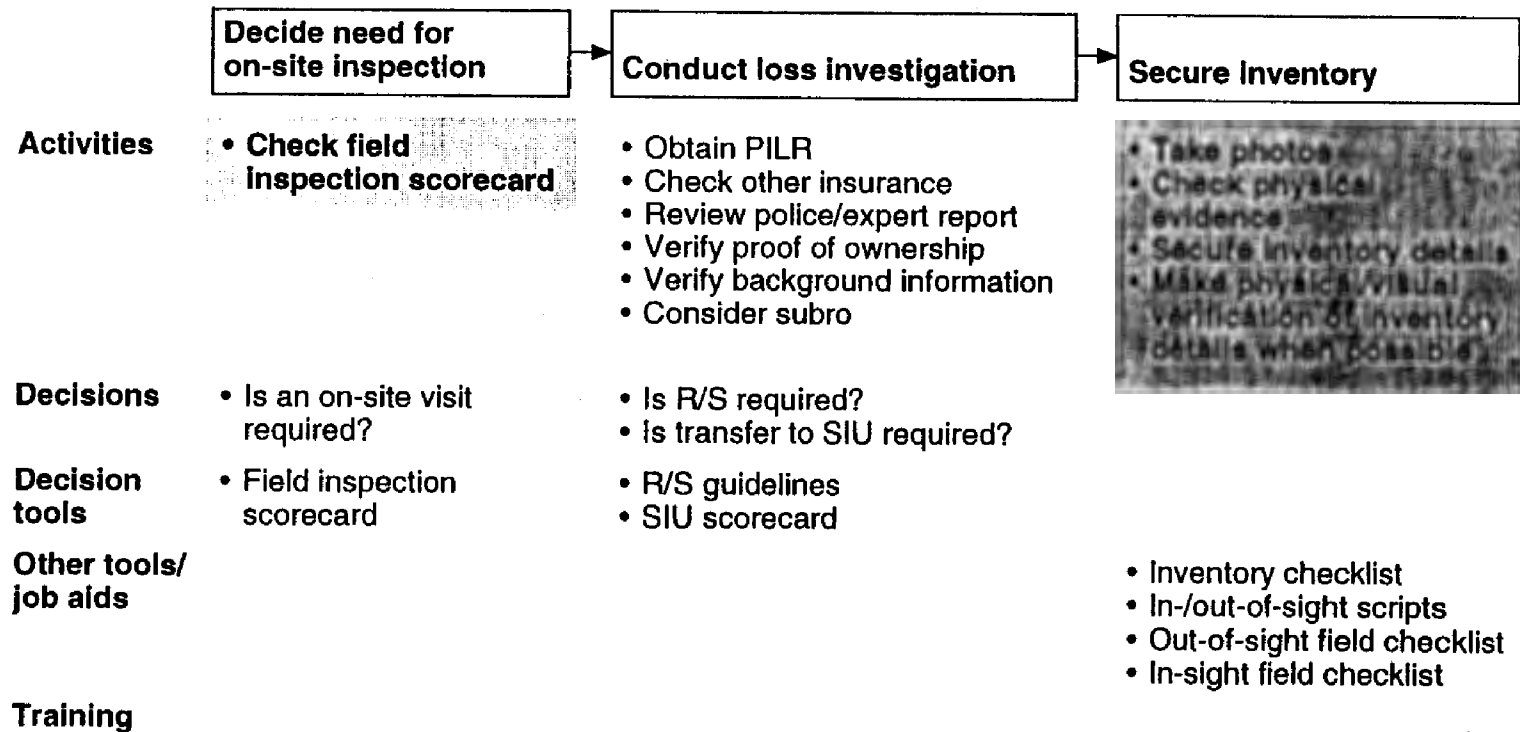 Decide need for
on-site inspection
Conduct loss investigation
Secure inventory
Activities
• Check field
inspection scorecard
• Obtain PILR
• Check other insurance
• Review police/expert report
• Verify proof of ownership
• Verify background information
• Consider subro
• Take photos
• Check physical
evidence
• Secure inventory details
• Make physical/visual
verification of inventory
details when possible
Decisions
• Is an on-site visit
required?
• Is R/S required?
• Is transfer to SIU required?
Decision
tools
• Field inspection
scorecard
• R/S guidelines
• SIU scorecard
Other tools/
job aids
• Inventory checklist
• In-/out-of-sight scripts
• Out-of-sight field checklist
• In-sight field checklist
Training